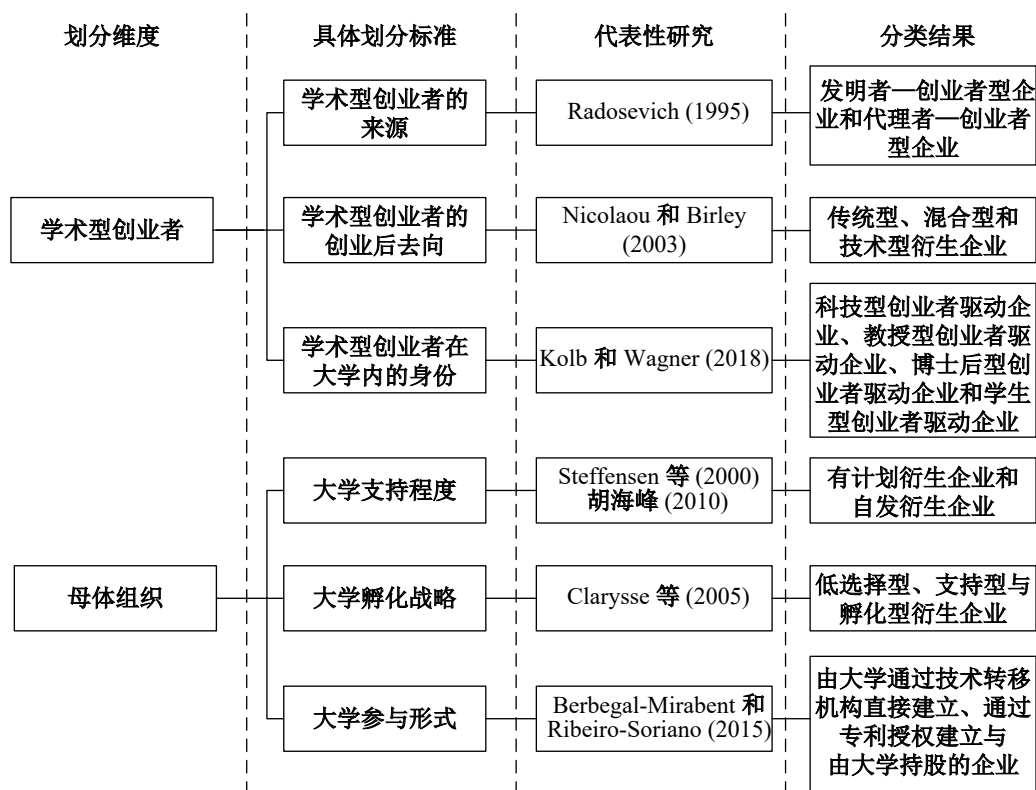 划分维度
具体划分标准
代表性研究
分类结果
学术型创业者
学术型创业者的
来源
Radosevich (1995)
发明者—创业者型企
业和代理者—创业者
型企业
学术型创业者的
创业后去向
Nicolaou 和 Birley
(2003)
传统型、混合型和
技术型衍生企业
学术型创业者在
大学内的身份
Kolb 和 Wagner (2018)
科技型创业者驱动企
业、教授型创业者驱
动企业、博士后型创
业者驱动企业和学生
型创业者驱动企业
母体组织
大学支持程度
Steffensen 等 (2000)
胡海峰 (2010)
有计划衍生企业和
自发衍生企业
大学孵化战略
Clarysse 等 (2005)
低选择型、支持型与
孵化型衍生企业
大学参与形式
Berbegal-Mirabent 和
Ribeiro-Soriano (2015)
由大学通过技术转移
机构直接建立、通过
专利授权建立与
由大学持股的企业